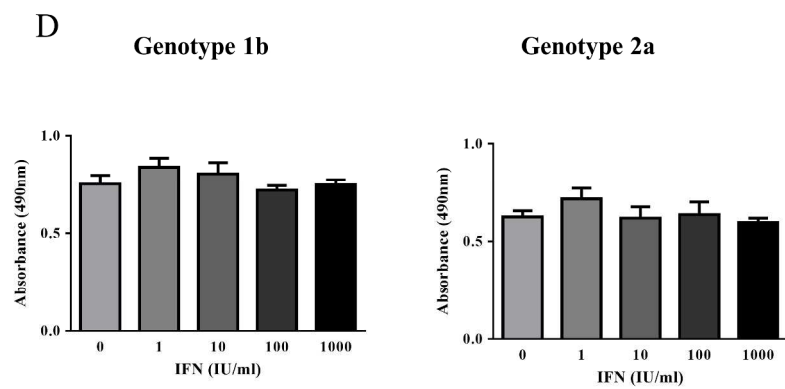 D
Genotype 1b
Genotype 2a
Absorbance (490nm)
1.0
0.5
0.0
0 1 10 100 1000
IFN (IU/ml)
Absorbance (490nm)
1.0
0.5
0.0
0 1 10 100 1000
IFN (IU/ml)